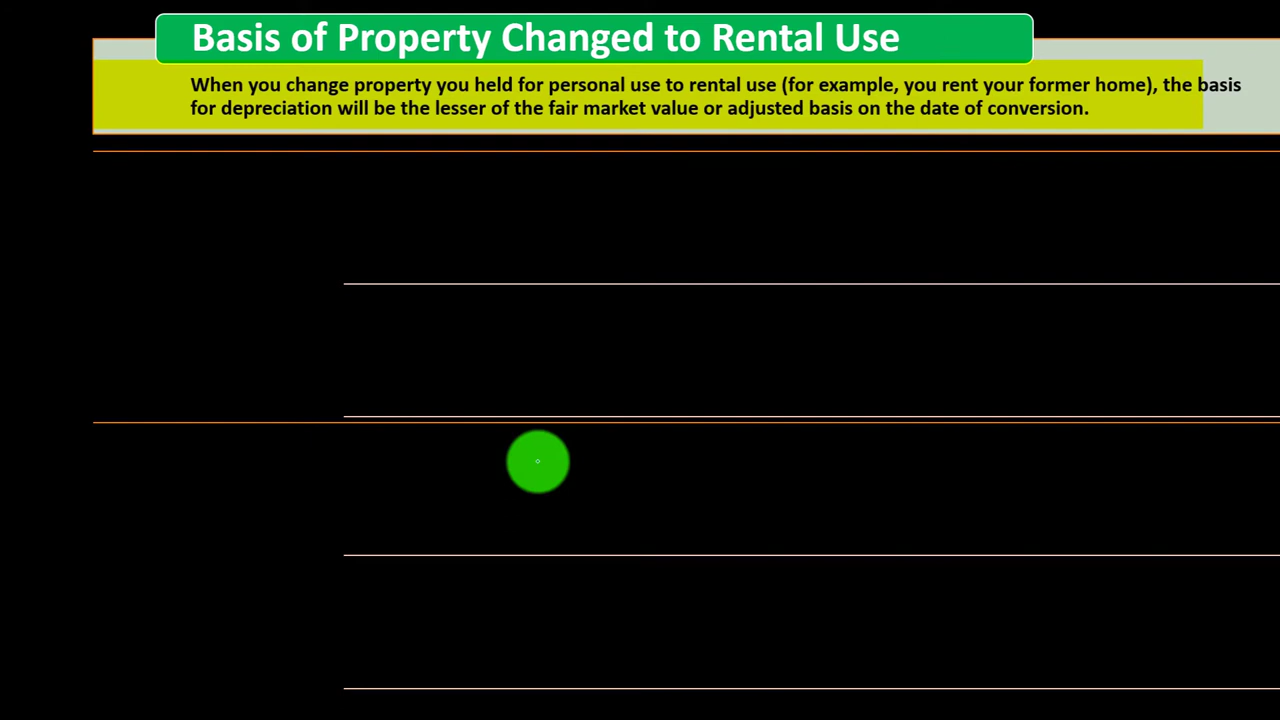 Basis of Property Changed to Rental Use
When you change property you held for personal use to rental use (for example, you rent your former home), the basis
for depreciation will be the lesser of the fair market value or adjusted basis on the date of conversion.